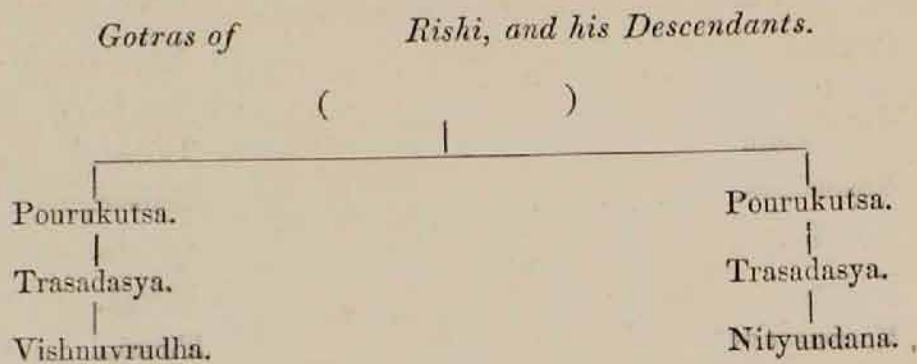 Gotras of Rishi, and his Descendants.
( )
Pourukutsa. Pourukutsa.
Trasadasya. Trasadasya.
Vishnuvrudha. Nityundana.